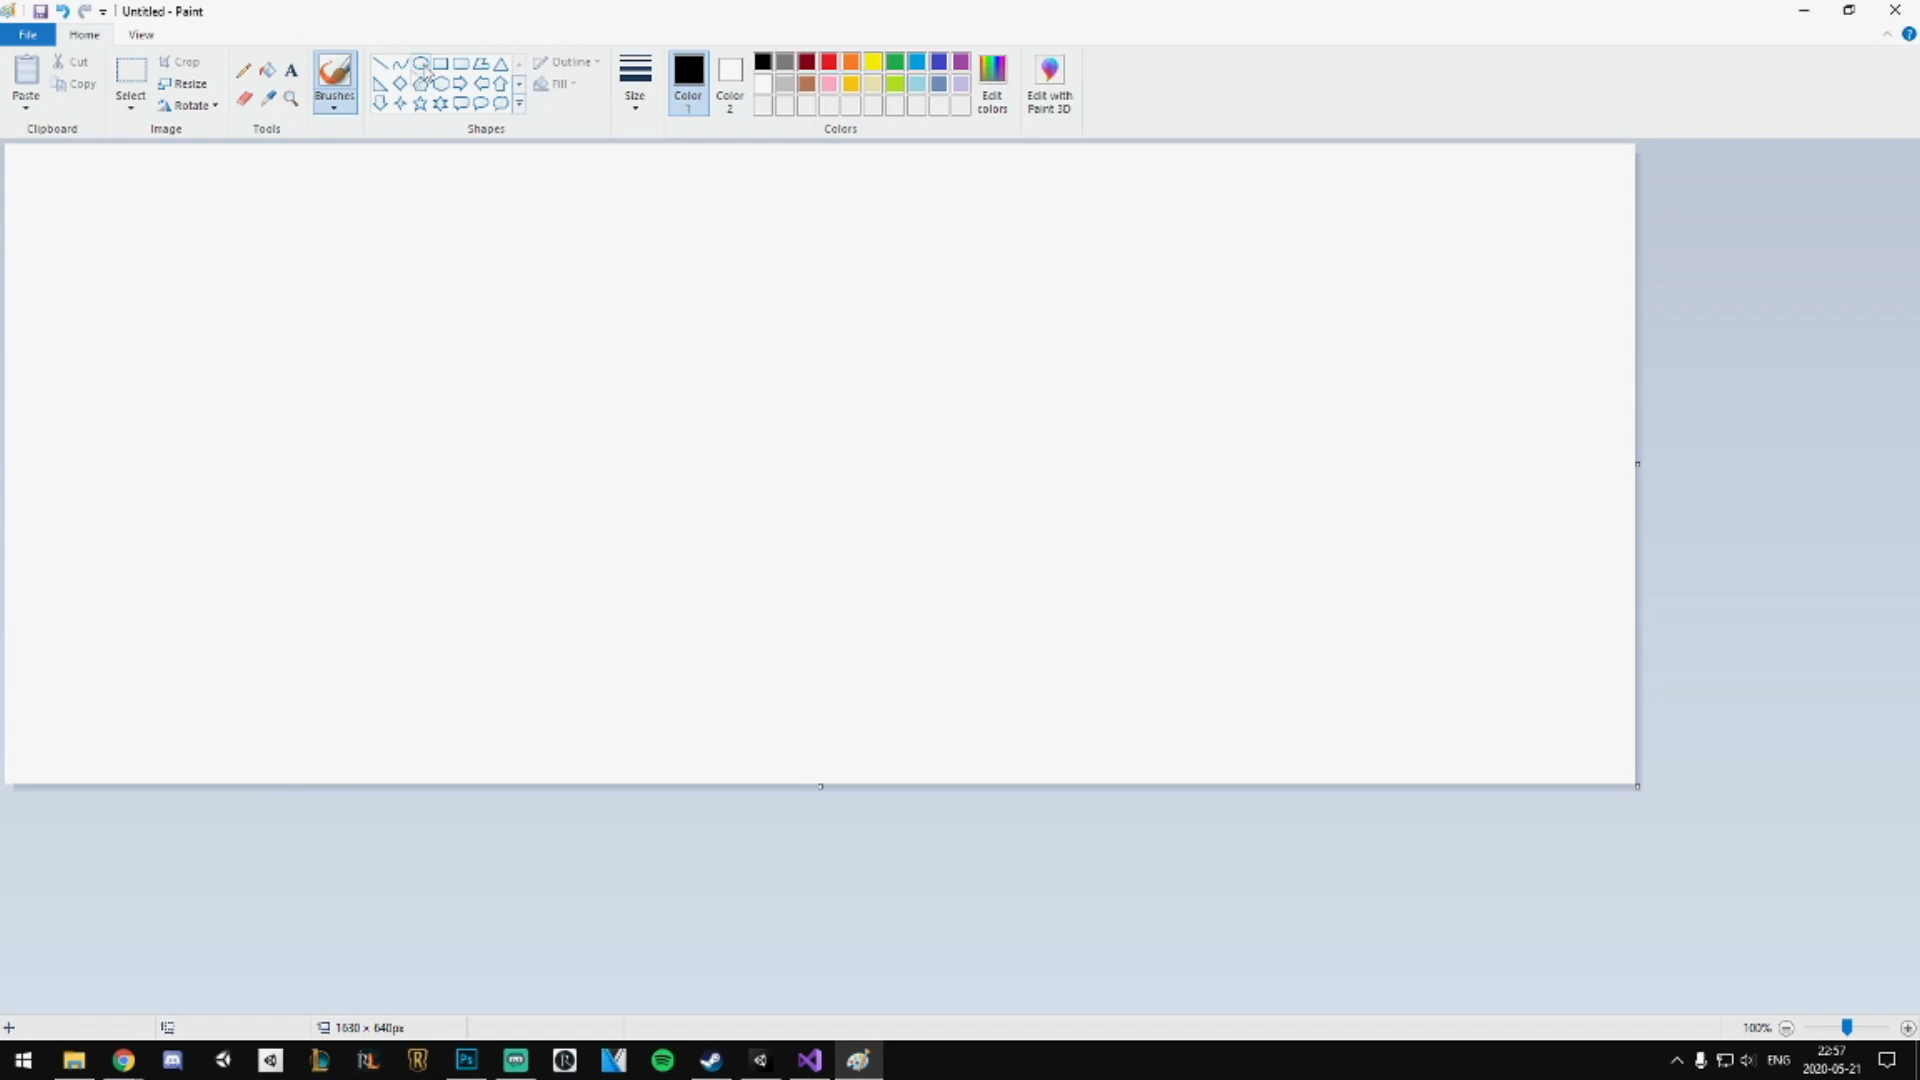 Untitled - Paint
File Home View
Paste Cut Copy
Clipboard
Select Crop Resize Rotate
Image
A
Tools
Brushes
Shapes
Outline
Fill
Size
Color 1
Color 2
Edit colors
Colors
Edit with Paint 3D
1630 × 640px
100%
Ps
ENG
22:57
2020-05-21